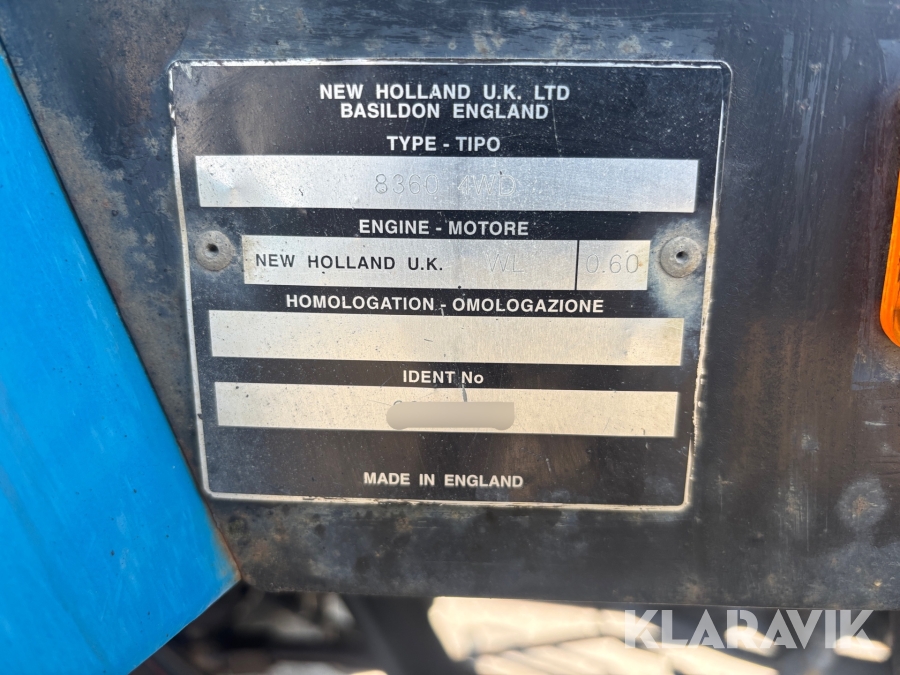 NEW HOLLAND U.K. LTD
BASILDON ENGLAND
TYPE - TIPO
8360 4WD
ENGINE - MOTORE
NEW HOLLAND U.K. WL 0.60
HOMOLOGATION - OMOLOGAZIONE
IDENT No
MADE IN ENGLAND
KLARAVIK